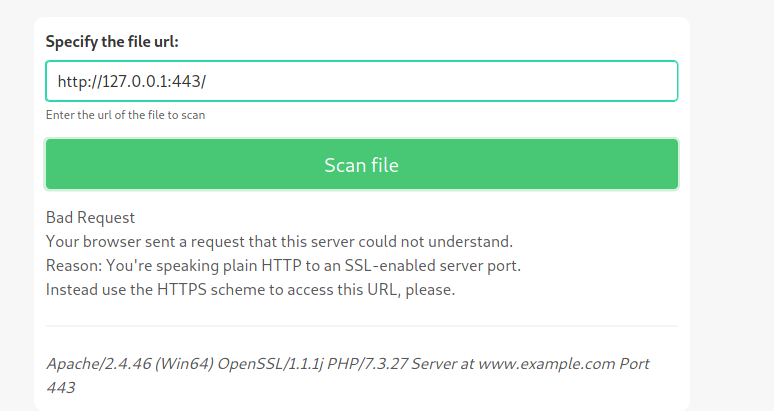 Specify the file url:
http://127.0.0.1:443/
Enter the url of the file to scan
Scan file
Bad Request
Your browser sent a request that this server could not understand.
Reason: You're speaking plain HTTP to an SSL-enabled server port.
Instead use the HTTPS scheme to access this URL, please.
Apache/2.4.46 (Win64) OpenSSL/1.1.1j PHP/7.3.27 Server at www.example.com Port
443